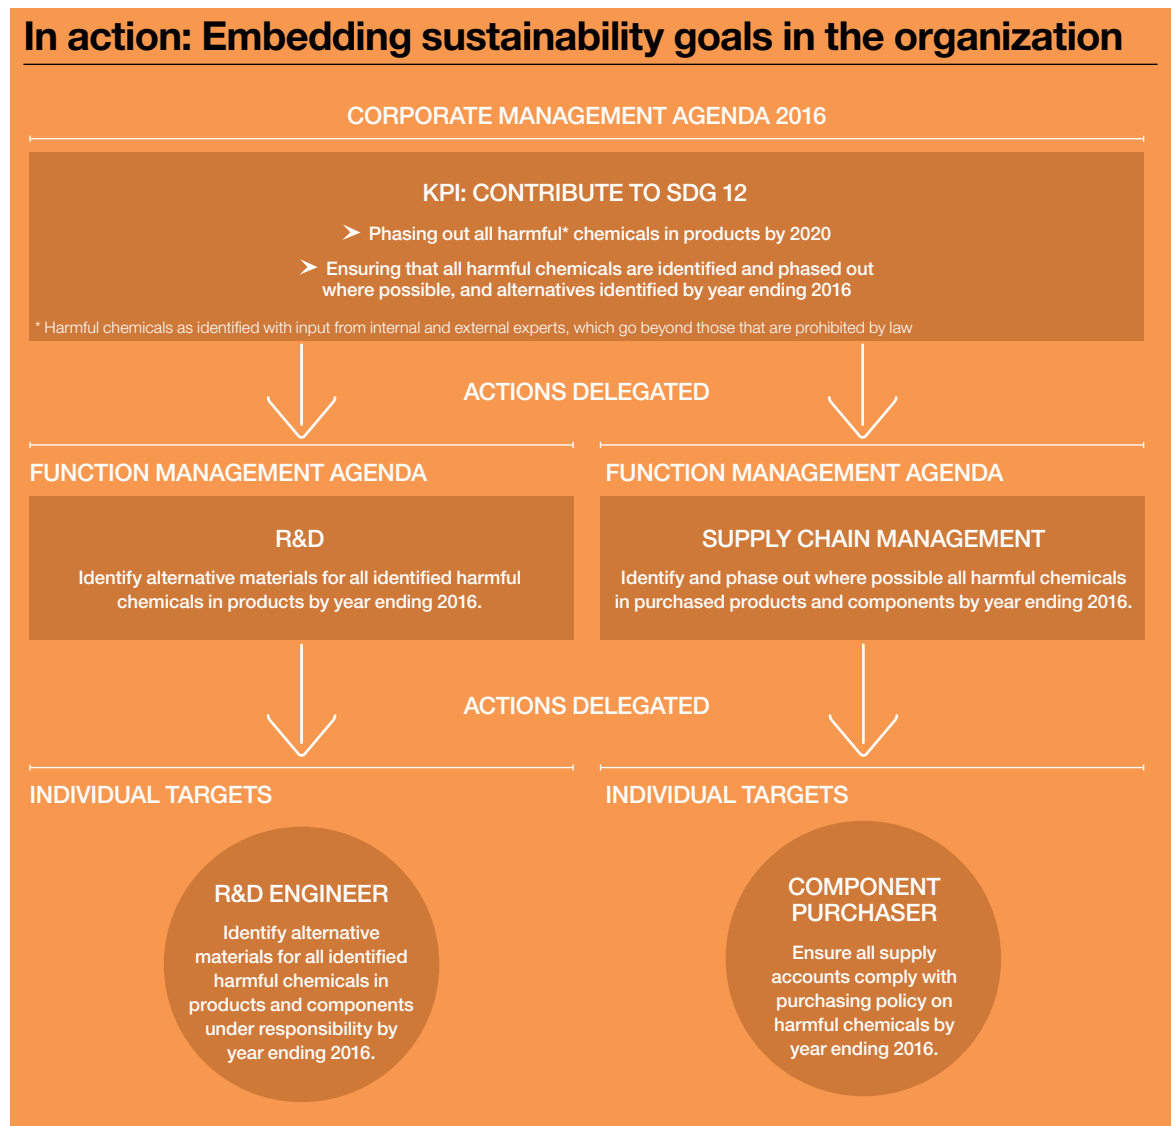 In action: Embedding sustainability goals in the organization
CORPORATE MANAGEMENT AGENDA 2016
KPI: CONTRIBUTE TO SDG 12
➤ Phasing out all harmful* chemicals in products by 2020
➤ Ensuring that all harmful chemicals are identified and phased out
where possible, and alternatives identified by year ending 2016
* Harmful chemicals as identified with input from internal and external experts, which go beyond those that are prohibited by law
ACTIONS DELEGATED
FUNCTION MANAGEMENT AGENDA
R&D
Identify alternative materials for all identified harmful
chemicals in products by year ending 2016.
FUNCTION MANAGEMENT AGENDA
SUPPLY CHAIN MANAGEMENT
Identify and phase out where possible all harmful chemicals
in purchased products and components by year ending 2016.
ACTIONS DELEGATED
INDIVIDUAL TARGETS
R&D ENGINEER
Identify alternative
materials for all identified
harmful chemicals in
products and components
under responsibility by
year ending 2016.
INDIVIDUAL TARGETS
COMPONENT
PURCHASER
Ensure all supply
accounts comply with
purchasing policy on
harmful chemicals by
year ending 2016.